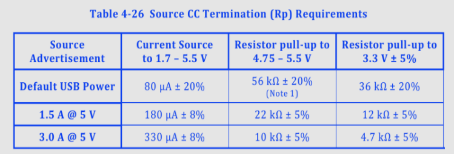 Table 4-26 Source CC Termination (Rp) Requirements
Source Advertisement | Current Source to 1.7 – 5.5 V | Resistor pull-up to 4.75 – 5.5 V | Resistor pull-up to 3.3 V ± 5%
Default USB Power | 80 µA ± 20% | 56 kΩ ± 20% (Note 1) | 36 kΩ ± 20%
1.5 A @ 5 V | 180 µA ± 8% | 22 kΩ ± 5% | 12 kΩ ± 5%
3.0 A @ 5 V | 330 µA ± 8% | 10 kΩ ± 5% | 4.7 kΩ ± 5%